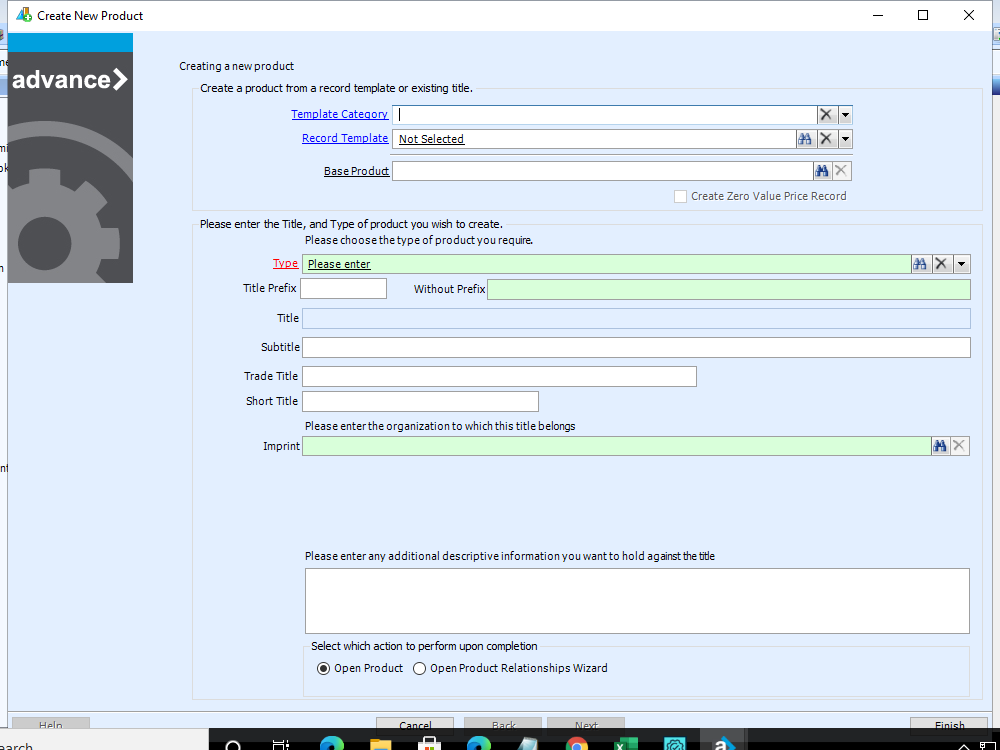 Create New Product
advance
Creating a new product
Create a product from a record template or existing title.
Template Category
Record Template Not Selected
Base Product
Create Zero Value Price Record
Please enter the Title, and Type of product you wish to create.
Please choose the type of product you require.
Type Please enter
Title Prefix Without Prefix
Title
Subtitle
Trade Title
Short Title
Please enter the organization to which this title belongs
Imprint
Please enter any additional descriptive information you want to hold against the title
Select which action to perform upon completion
Open Product Open Product Relationships Wizard
Help Cancel Back Next Finish
earch